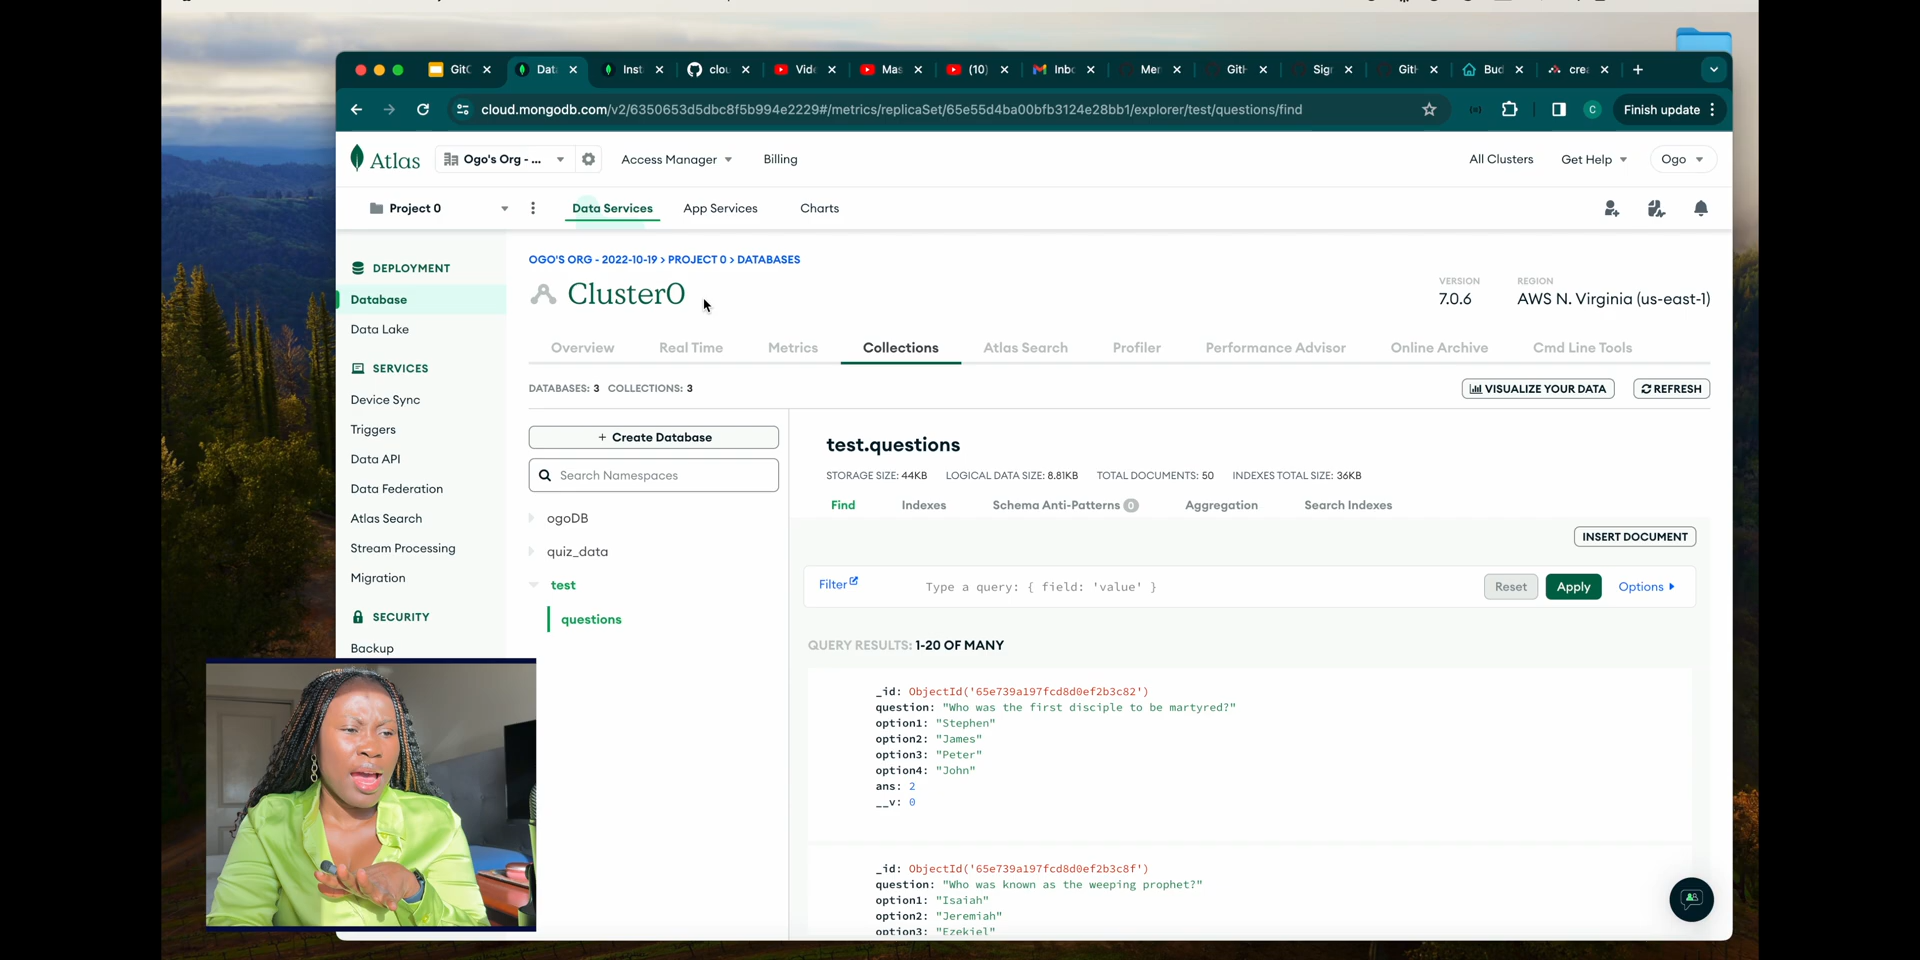 GitC
Dat
Inst
clou
Vide
Mas
(10)
Inbo
Mer
GitH
Sig
GitH
Bud
crea
cloud.mongodb.com/v2/6350653d5dbc8f5b994e2229#/metrics/replicaSet/65e55d4ba00bfb3124e28bb1/explorer/test/questions/find
C
Finish update
Atlas
Ogo's Org - ...
Access Manager
Billing
All Clusters
Get Help
Ogo
Project 0
Data Services
App Services
Charts
DEPLOYMENT
Database
Data Lake
SERVICES
Device Sync
Triggers
Data API
Data Federation
Atlas Search
Stream Processing
Migration
SECURITY
Backup
OGO'S ORG - 2022-10-19 > PROJECT 0 > DATABASES
Cluster0
VERSION
7.0.6
REGION
AWS N. Virginia (us-east-1)
Overview
Real Time
Metrics
Collections
Atlas Search
Profiler
Performance Advisor
Online Archive
Cmd Line Tools
DATABASES: 3 COLLECTIONS: 3
VISUALIZE YOUR DATA
REFRESH
+ Create Database
Search Namespaces
ogoDB
quiz_data
test
questions
test.questions
STORAGE SIZE: 44KB LOGICAL DATA SIZE: 8.81KB TOTAL DOCUMENTS: 50 INDEXES TOTAL SIZE: 36KB
Find
Indexes
Schema Anti-Patterns 0
Aggregation
Search Indexes
INSERT DOCUMENT
Filter
Type a query: { field: 'value' }
Reset
Apply
Options
QUERY RESULTS: 1-20 OF MANY
_id: ObjectId('65e739a197fcd8d0ef2b3c82')
question: "Who was the first disciple to be martyred?"
option1: "Stephen"
option2: "James"
option3: "Peter"
option4: "John"
ans: 2
__v: 0
_id: ObjectId('65e739a197fcd8d0ef2b3c8f')
question: "Who was known as the weeping prophet?"
option1: "Isaiah"
option2: "Jeremiah"
option3: "Ezekiel"